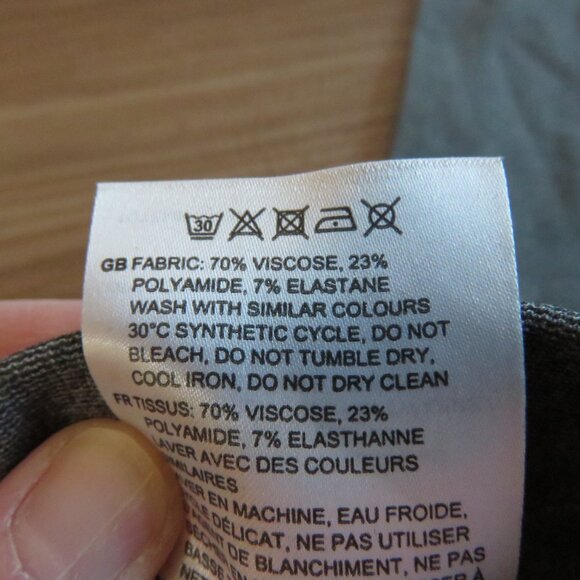 30
GB FABRIC: 70% VISCOSE, 23%
POLYAMIDE, 7% ELASTANE
WASH WITH SIMILAR COLOURS
30°C SYNTHETIC CYCLE, DO NOT
BLEACH, DO NOT TUMBLE DRY,
COOL IRON, DO NOT DRY CLEAN
FR TISSUS: 70% VISCOSE, 23%
POLYAMIDE, 7% ELASTHANNE
LAVER AVEC DES COULEURS
EN MACHINE, EAU FROIDE,
DÉLICAT, NE PAS UTILISER
DE BLANCHIMENT, NE PAS